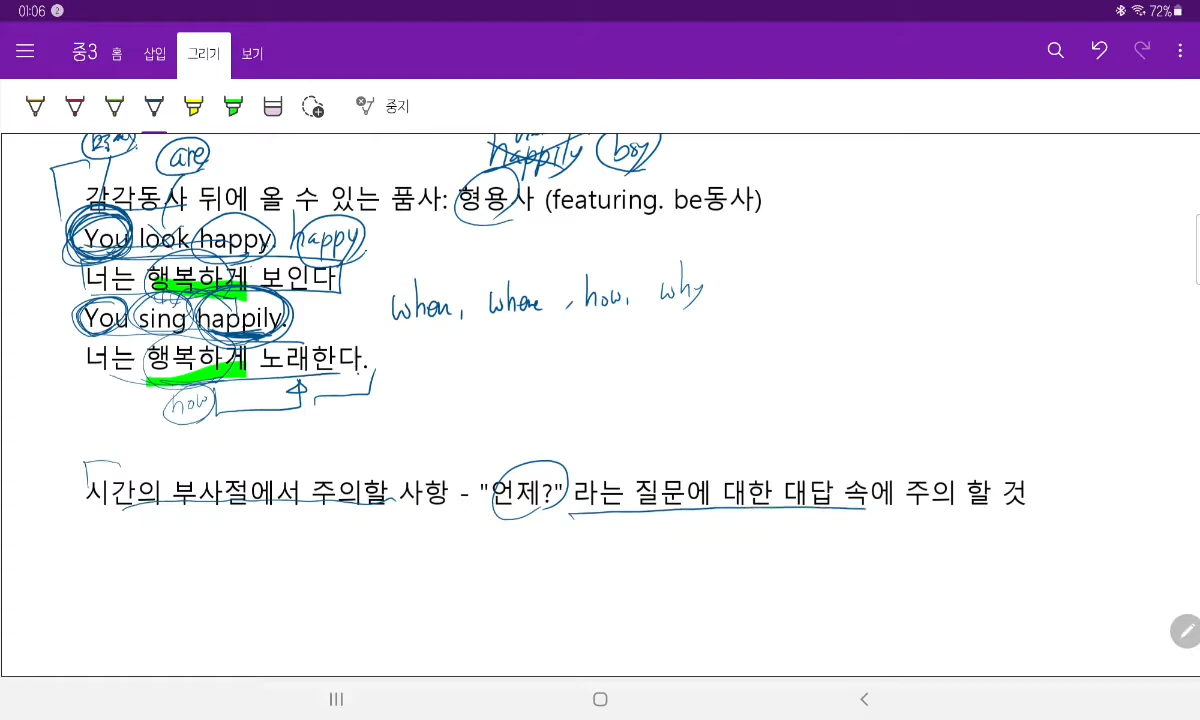 01:06 2 72%
중3 홈 삽입 그리기 보기
중지
are happily boy
감각동사 뒤에 올 수 있는 품사: 형용사 (featuring. be동사)
You look happy. happy
너는 행복하게 보인다
when, where, how, why
You sing happily.
너는 행복하게 노래한다.
how
시간의 부사절에서 주의할 사항 - "언제?" 라는 질문에 대한 대답 속에 주의 할 것